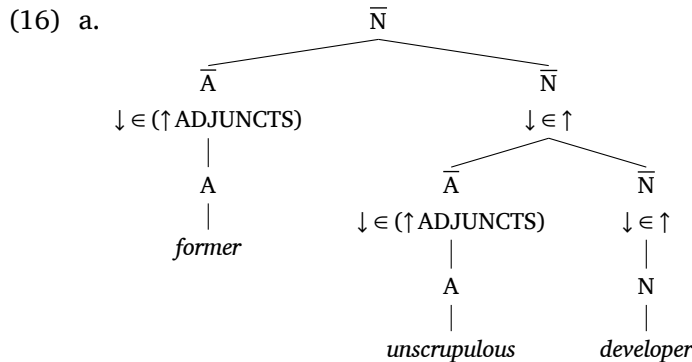 (16) a. N̅
A̅ N̅
↓ ∈ (↑ ADJUNCTS) ↓ ∈ ↑
A A̅ N̅
former ↓ ∈ (↑ ADJUNCTS) ↓ ∈ ↑
A N
unscrupulous developer